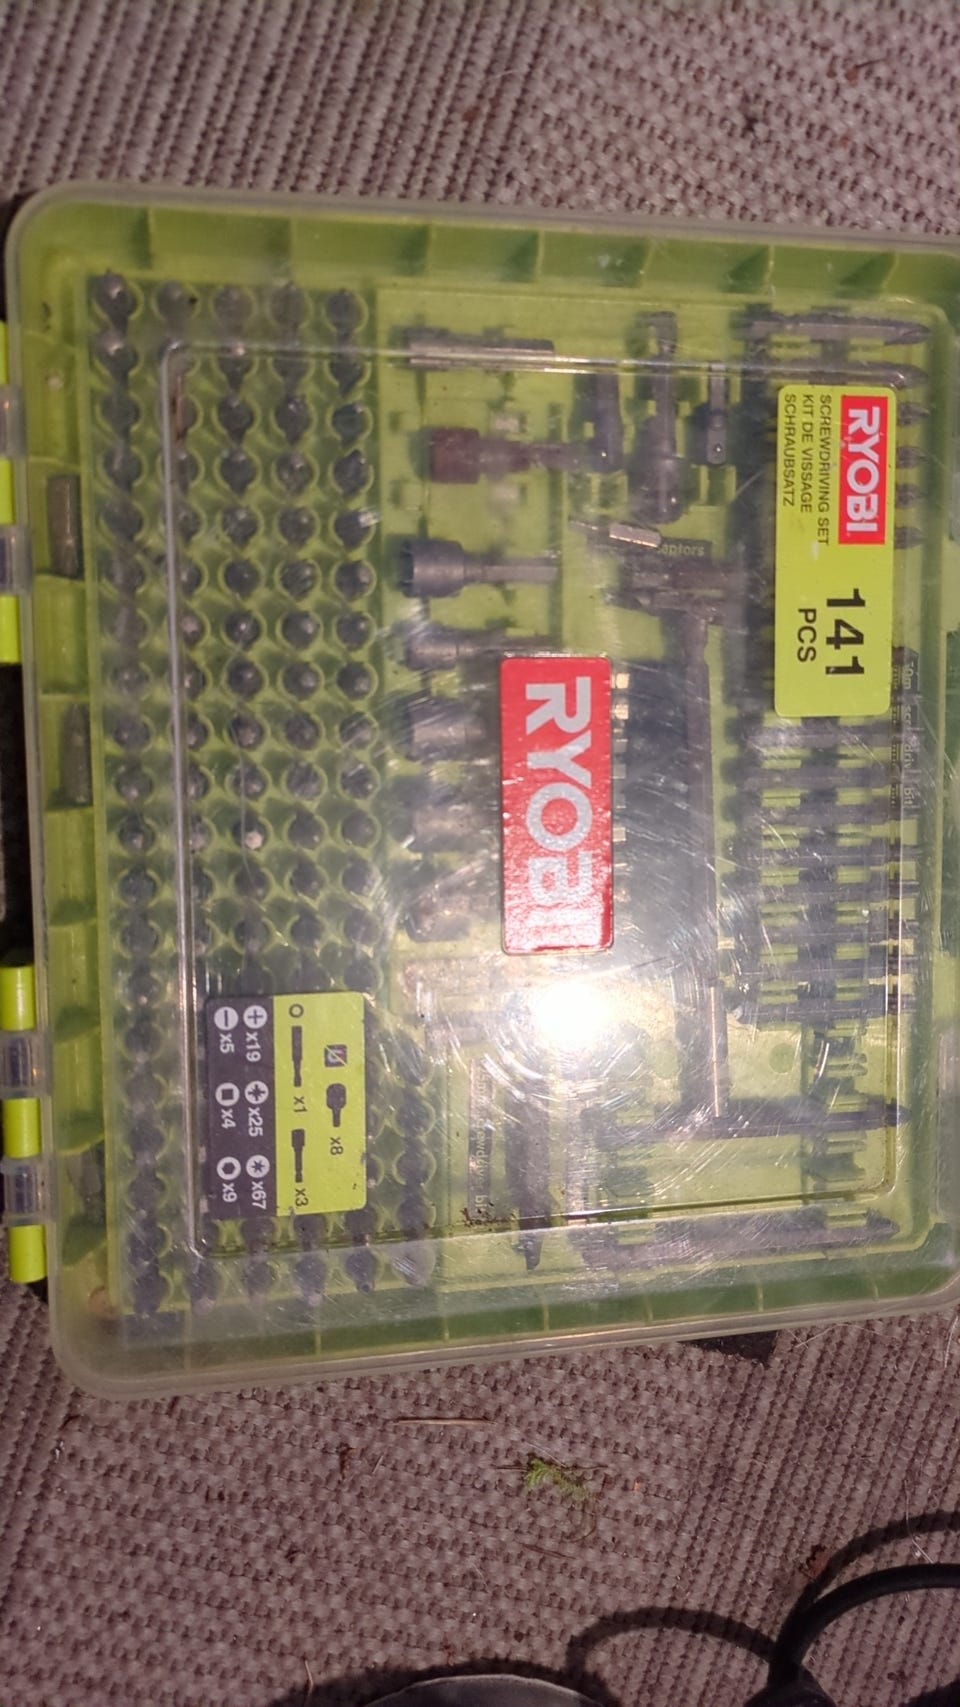 RYOBI
SCREWDRIVING SET
KIT DE VISSAGE
SCHRAUBSATZ
141
PCS
RYOBI
x8
x1
x3
x19
x25
x67
x5
x4
x9